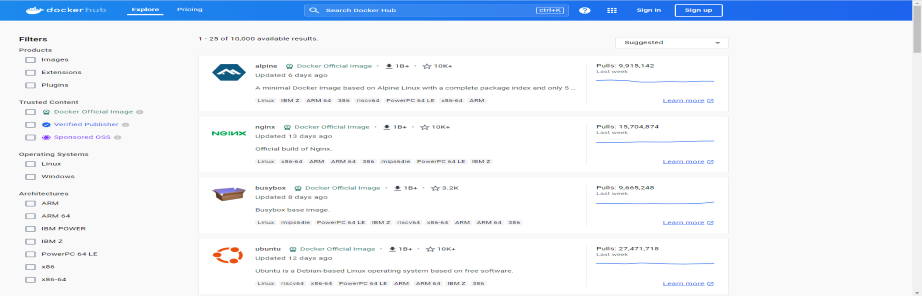 dockerhub Explore Pricing Search Docker Hub ctrl+K Sign in Sign up
Filters
Products
Images
Extensions
Plugins
Trusted Content
Docker Official Image
Verified Publisher
Sponsored OSS
Operating Systems
Linux
Windows
Architectures
ARM
ARM 64
IBM POWER
IBM Z
PowerPC 64 LE
x86
x86-64
1 - 25 of 10,000 available results.
Suggested
alpine Docker Official Image · 1B+ · 10K+
Updated 6 days ago
A minimal Docker image based on Alpine Linux with a complete package index and only 5 ...
Linux IBM Z ARM 64 386 riscv64 PowerPC 64 LE x86-64 ARM
Pulls: 9,915,142
Last week
Learn more
NGINX
nginx Docker Official Image · 1B+ · 10K+
Updated 13 days ago
Official build of Nginx.
Linux x86-64 ARM ARM 64 386 mips64le PowerPC 64 LE IBM Z
Pulls: 15,704,874
Last week
Learn more
busybox Docker Official Image · 1B+ · 3.2K
Updated 8 days ago
Busybox base image.
Linux mips64le PowerPC 64 LE IBM Z riscv64 x86-64 ARM ARM 64 386
Pulls: 9,665,248
Last week
Learn more
ubuntu Docker Official Image · 1B+ · 10K+
Updated 12 days ago
Ubuntu is a Debian-based Linux operating system based on free software.
Linux riscv64 x86-64 PowerPC 64 LE ARM ARM 64 IBM Z 386
Pulls: 27,471,718
Last week
Learn more